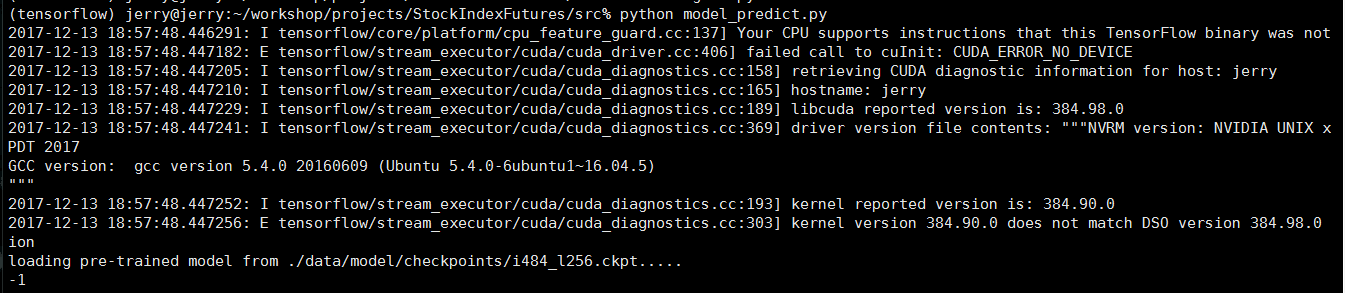 (tensorflow) jerry@jerry:~/workshop/projects/StockIndexFutures/src% python model_predict.py
2017-12-13 18:57:48.446291: I tensorflow/core/platform/cpu_feature_guard.cc:137] Your CPU supports instructions that this TensorFlow binary was not
2017-12-13 18:57:48.447182: E tensorflow/stream_executor/cuda/cuda_driver.cc:406] failed call to cuInit: CUDA_ERROR_NO_DEVICE
2017-12-13 18:57:48.447205: I tensorflow/stream_executor/cuda/cuda_diagnostics.cc:158] retrieving CUDA diagnostic information for host: jerry
2017-12-13 18:57:48.447210: I tensorflow/stream_executor/cuda/cuda_diagnostics.cc:165] hostname: jerry
2017-12-13 18:57:48.447229: I tensorflow/stream_executor/cuda/cuda_diagnostics.cc:189] libcuda reported version is: 384.98.0
2017-12-13 18:57:48.447241: I tensorflow/stream_executor/cuda/cuda_diagnostics.cc:369] driver version file contents: """NVRM version: NVIDIA UNIX x
PDT 2017
GCC version:  gcc version 5.4.0 20160609 (Ubuntu 5.4.0-6ubuntu1~16.04.5)
"""
2017-12-13 18:57:48.447252: I tensorflow/stream_executor/cuda/cuda_diagnostics.cc:193] kernel reported version is: 384.90.0
2017-12-13 18:57:48.447256: E tensorflow/stream_executor/cuda/cuda_diagnostics.cc:303] kernel version 384.90.0 does not match DSO version 384.98.0
ion
loading pre-trained model from ./data/model/checkpoints/i484_l256.ckpt.....
-1